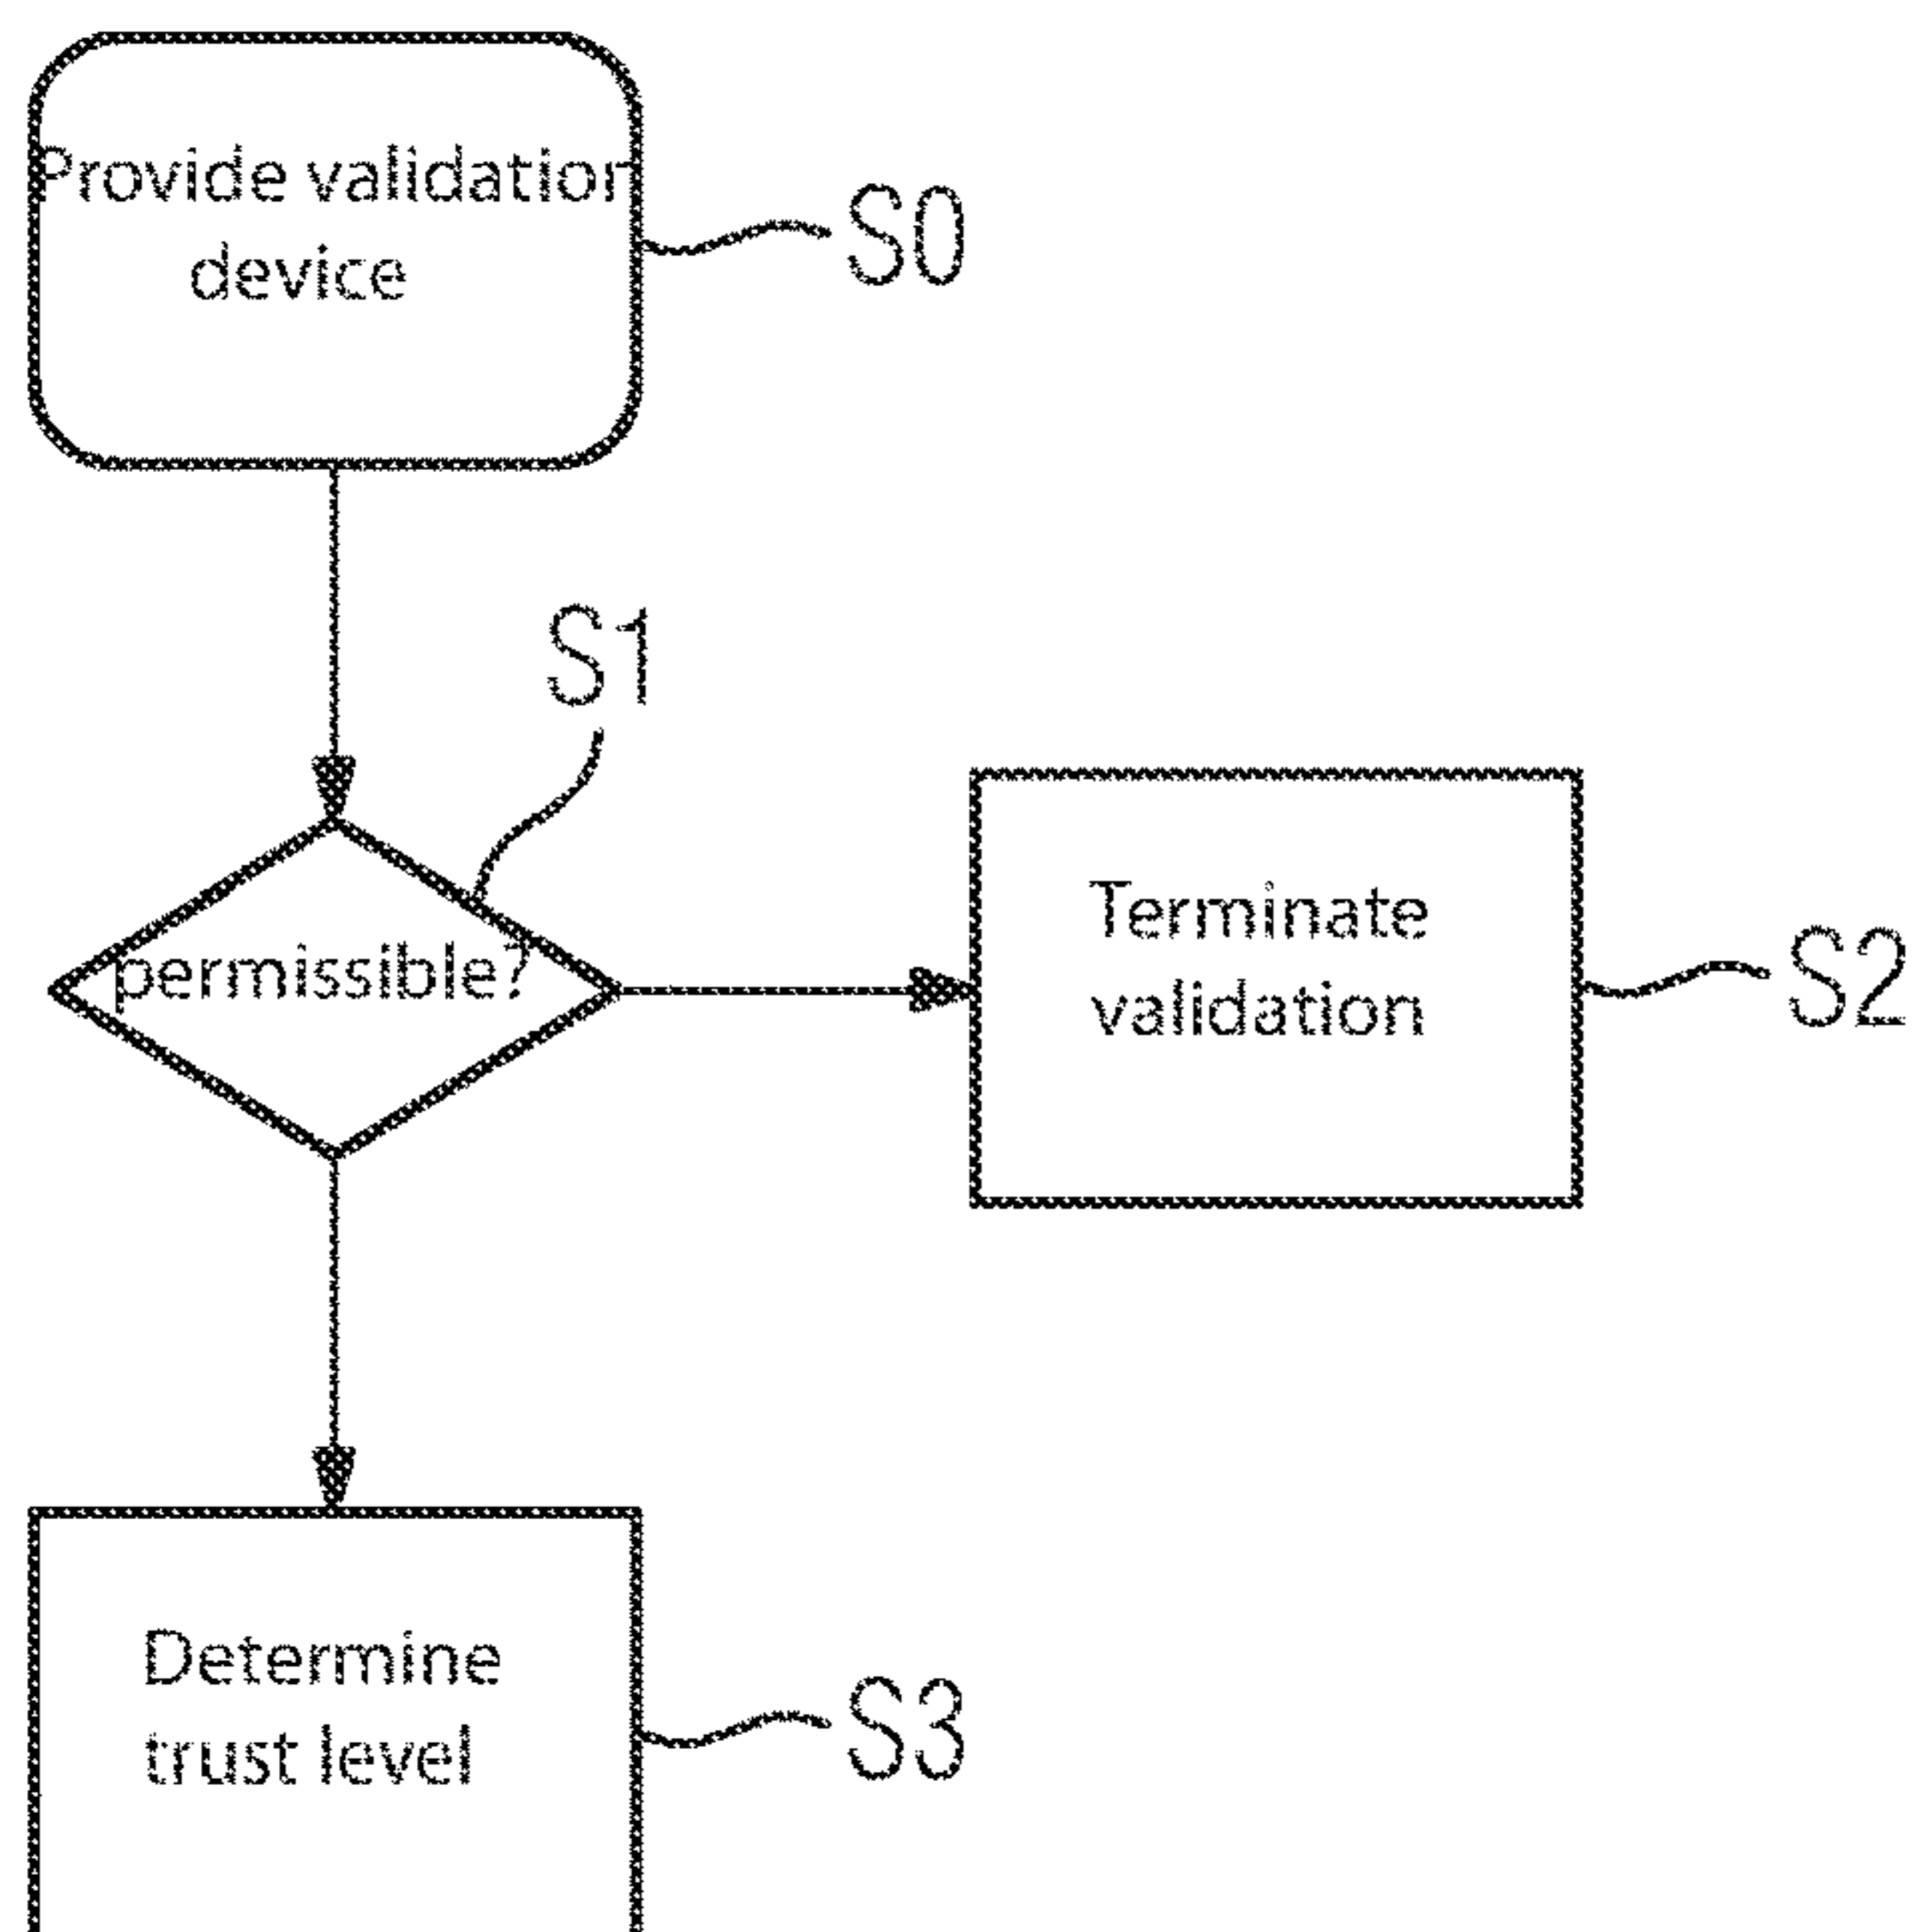 Provide validation
device
S0
S1
permissible?
Terminate
validation
S2
Determine
trust level
S3